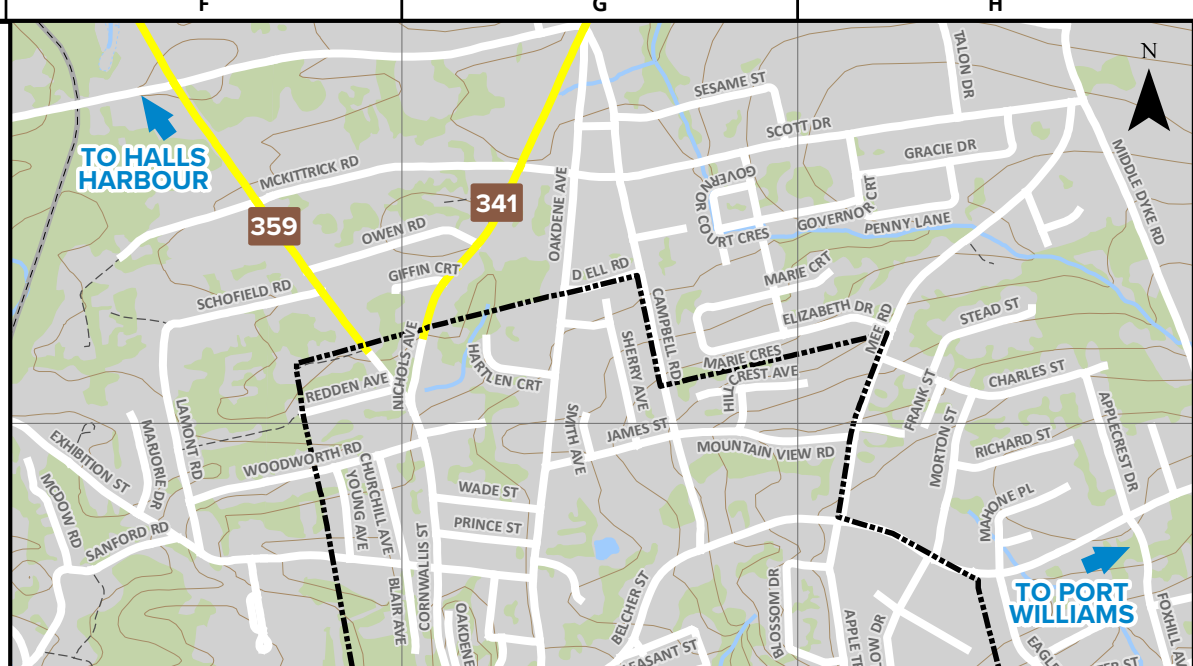 F
G
H
N
TALON DR
SESAME ST
SCOTT DR
GRACIE DR
MIDDLE DYKE RD
TO HALLS
HARBOUR
MCKITTRICK RD
359
341
OAKDENE AVE
GOVERNOR COURT CRES
GOVERNOR CRT
PENNY LANE
OWEN RD
GIFFIN CRT
D ELL RD
MARIE CRT
SCHOFIELD RD
CAMPBELL RD
ELIZABETH DR
MEE RD
STEAD ST
NICHOLS AVE
HARTLEN CRT
SHERRY AVE
MARIE CRES
HILLCREST AVE
REDDEN AVE
CHARLES ST
FRANK ST
LAMONT RD
MARJORIE DR
EXHIBITION ST
SMITH AVE
JAMES ST
MOUNTAIN VIEW RD
MORTON ST
RICHARD ST
APPLECREST DR
WOODWORTH RD
CHURCHILL AVE
YOUNG AVE
MCDOW RD
SANFORD RD
WADE ST
PRINCE ST
MAHONE PL
CORNWALLIS ST
BLAIR AVE
OAKDENE
BELCHER ST
BLOSSOM DR
TO PORT
WILLIAMS